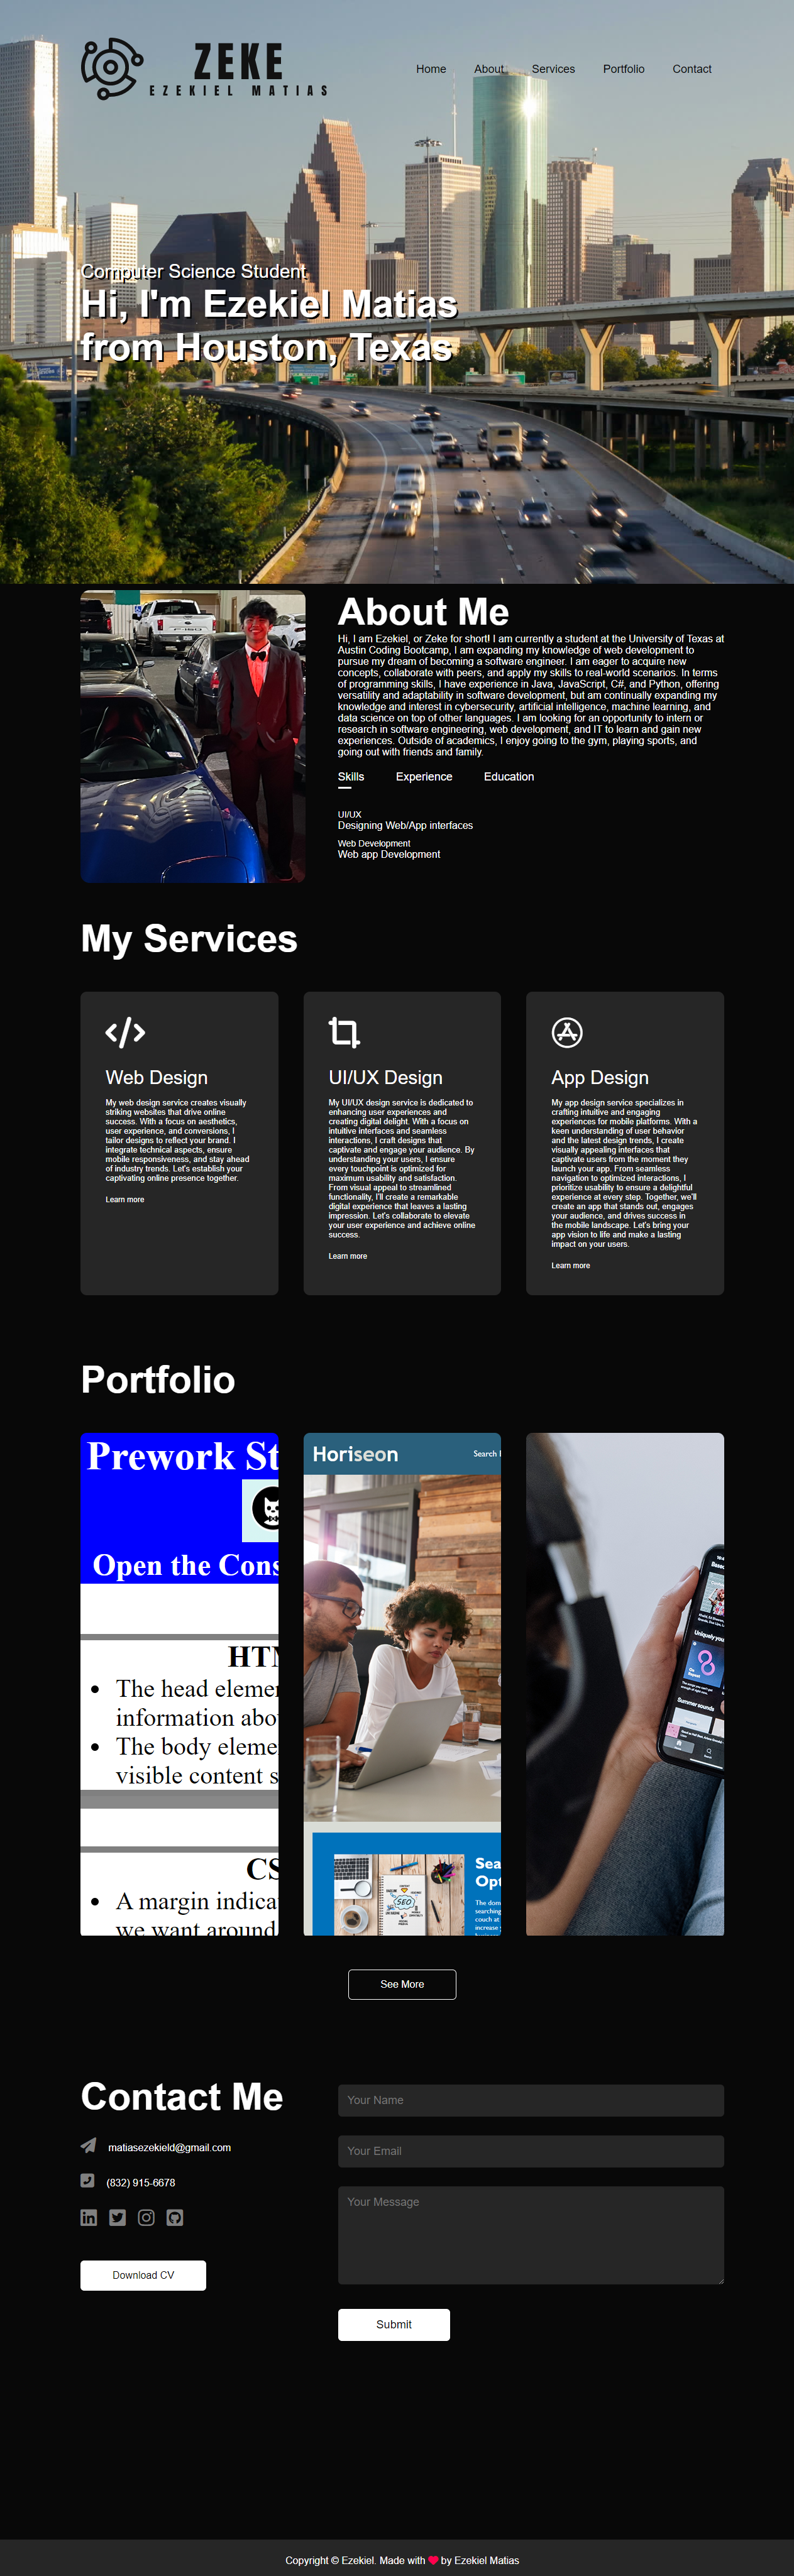 ZEKE
EZEKIEL MATIAS
Home
About
Services
Portfolio
Contact
Computer Science Student
Hi, I'm Ezekiel Matias
from Houston, Texas
About Me
Hi, I am Ezekiel, or Zeke for short! I am currently a student at the University of Texas at
Austin Coding Bootcamp, I am expanding my knowledge of web development to
pursue my dream of becoming a software engineer. I am eager to acquire new
concepts, collaborate with peers, and apply my skills to real-world scenarios. In terms
of programming skills, I have experience in Java, JavaScript, C#, and Python, offering
versatility and adaptability in software development, but am continually expanding my
knowledge and interest in cybersecurity, artificial intelligence, machine learning, and
data science on top of other languages. I am looking for an opportunity to intern or
research in software engineering, web development, and IT to learn and gain new
experiences. Outside of academics, I enjoy going to the gym, playing sports, and
going out with friends and family.
Skills
Experience
Education
UI/UX
Designing Web/App interfaces
Web Development
Web app Development
My Services
Web Design
My web design service creates visually
striking websites that drive online
success. With a focus on aesthetics,
user experience, and conversions, I
tailor designs to reflect your brand. I
integrate technical aspects, ensure
mobile responsiveness, and stay ahead
of industry trends. Let's establish your
captivating online presence together.
Learn more
UI/UX Design
My UI/UX design service is dedicated to
enhancing user experiences and
creating digital delight. With a focus on
intuitive interfaces and seamless
interactions, I craft designs that
captivate and engage your audience. By
understanding your users, I ensure
every touchpoint is optimized for
maximum usability and satisfaction.
From visual appeal to streamlined
functionality, I'll create a remarkable
digital experience that leaves a lasting
impression. Let's collaborate to elevate
your user experience and achieve online
success.
Learn more
App Design
My app design service specializes in
crafting intuitive and engaging
experiences for mobile platforms. With a
keen understanding of user behavior
and the latest design trends, I create
visually appealing interfaces that
captivate users from the moment they
launch your app. From seamless
navigation to optimized interactions, I
prioritize usability to ensure a delightful
experience at every step. Together, we'll
create an app that stands out, engages
your audience, and drives success in
the mobile landscape. Let's bring your
app vision to life and make a lasting
impact on your users.
Learn more
Portfolio
Prework St
Open the Cons
HTM
• The head elemen
information abou
• The body eleme
visible content s
CS
• A margin indica
we want around
Horiseon
Search
Sea
Opt
The dom
searching
couch at
increase
SEO
Uniquely you
Summer sounds
See More
Contact Me
matiasezekield@gmail.com
(832) 915-6678
Download CV
Your Name
Your Email
Your Message
Submit
Copyright © Ezekiel. Made with ❤ by Ezekiel Matias